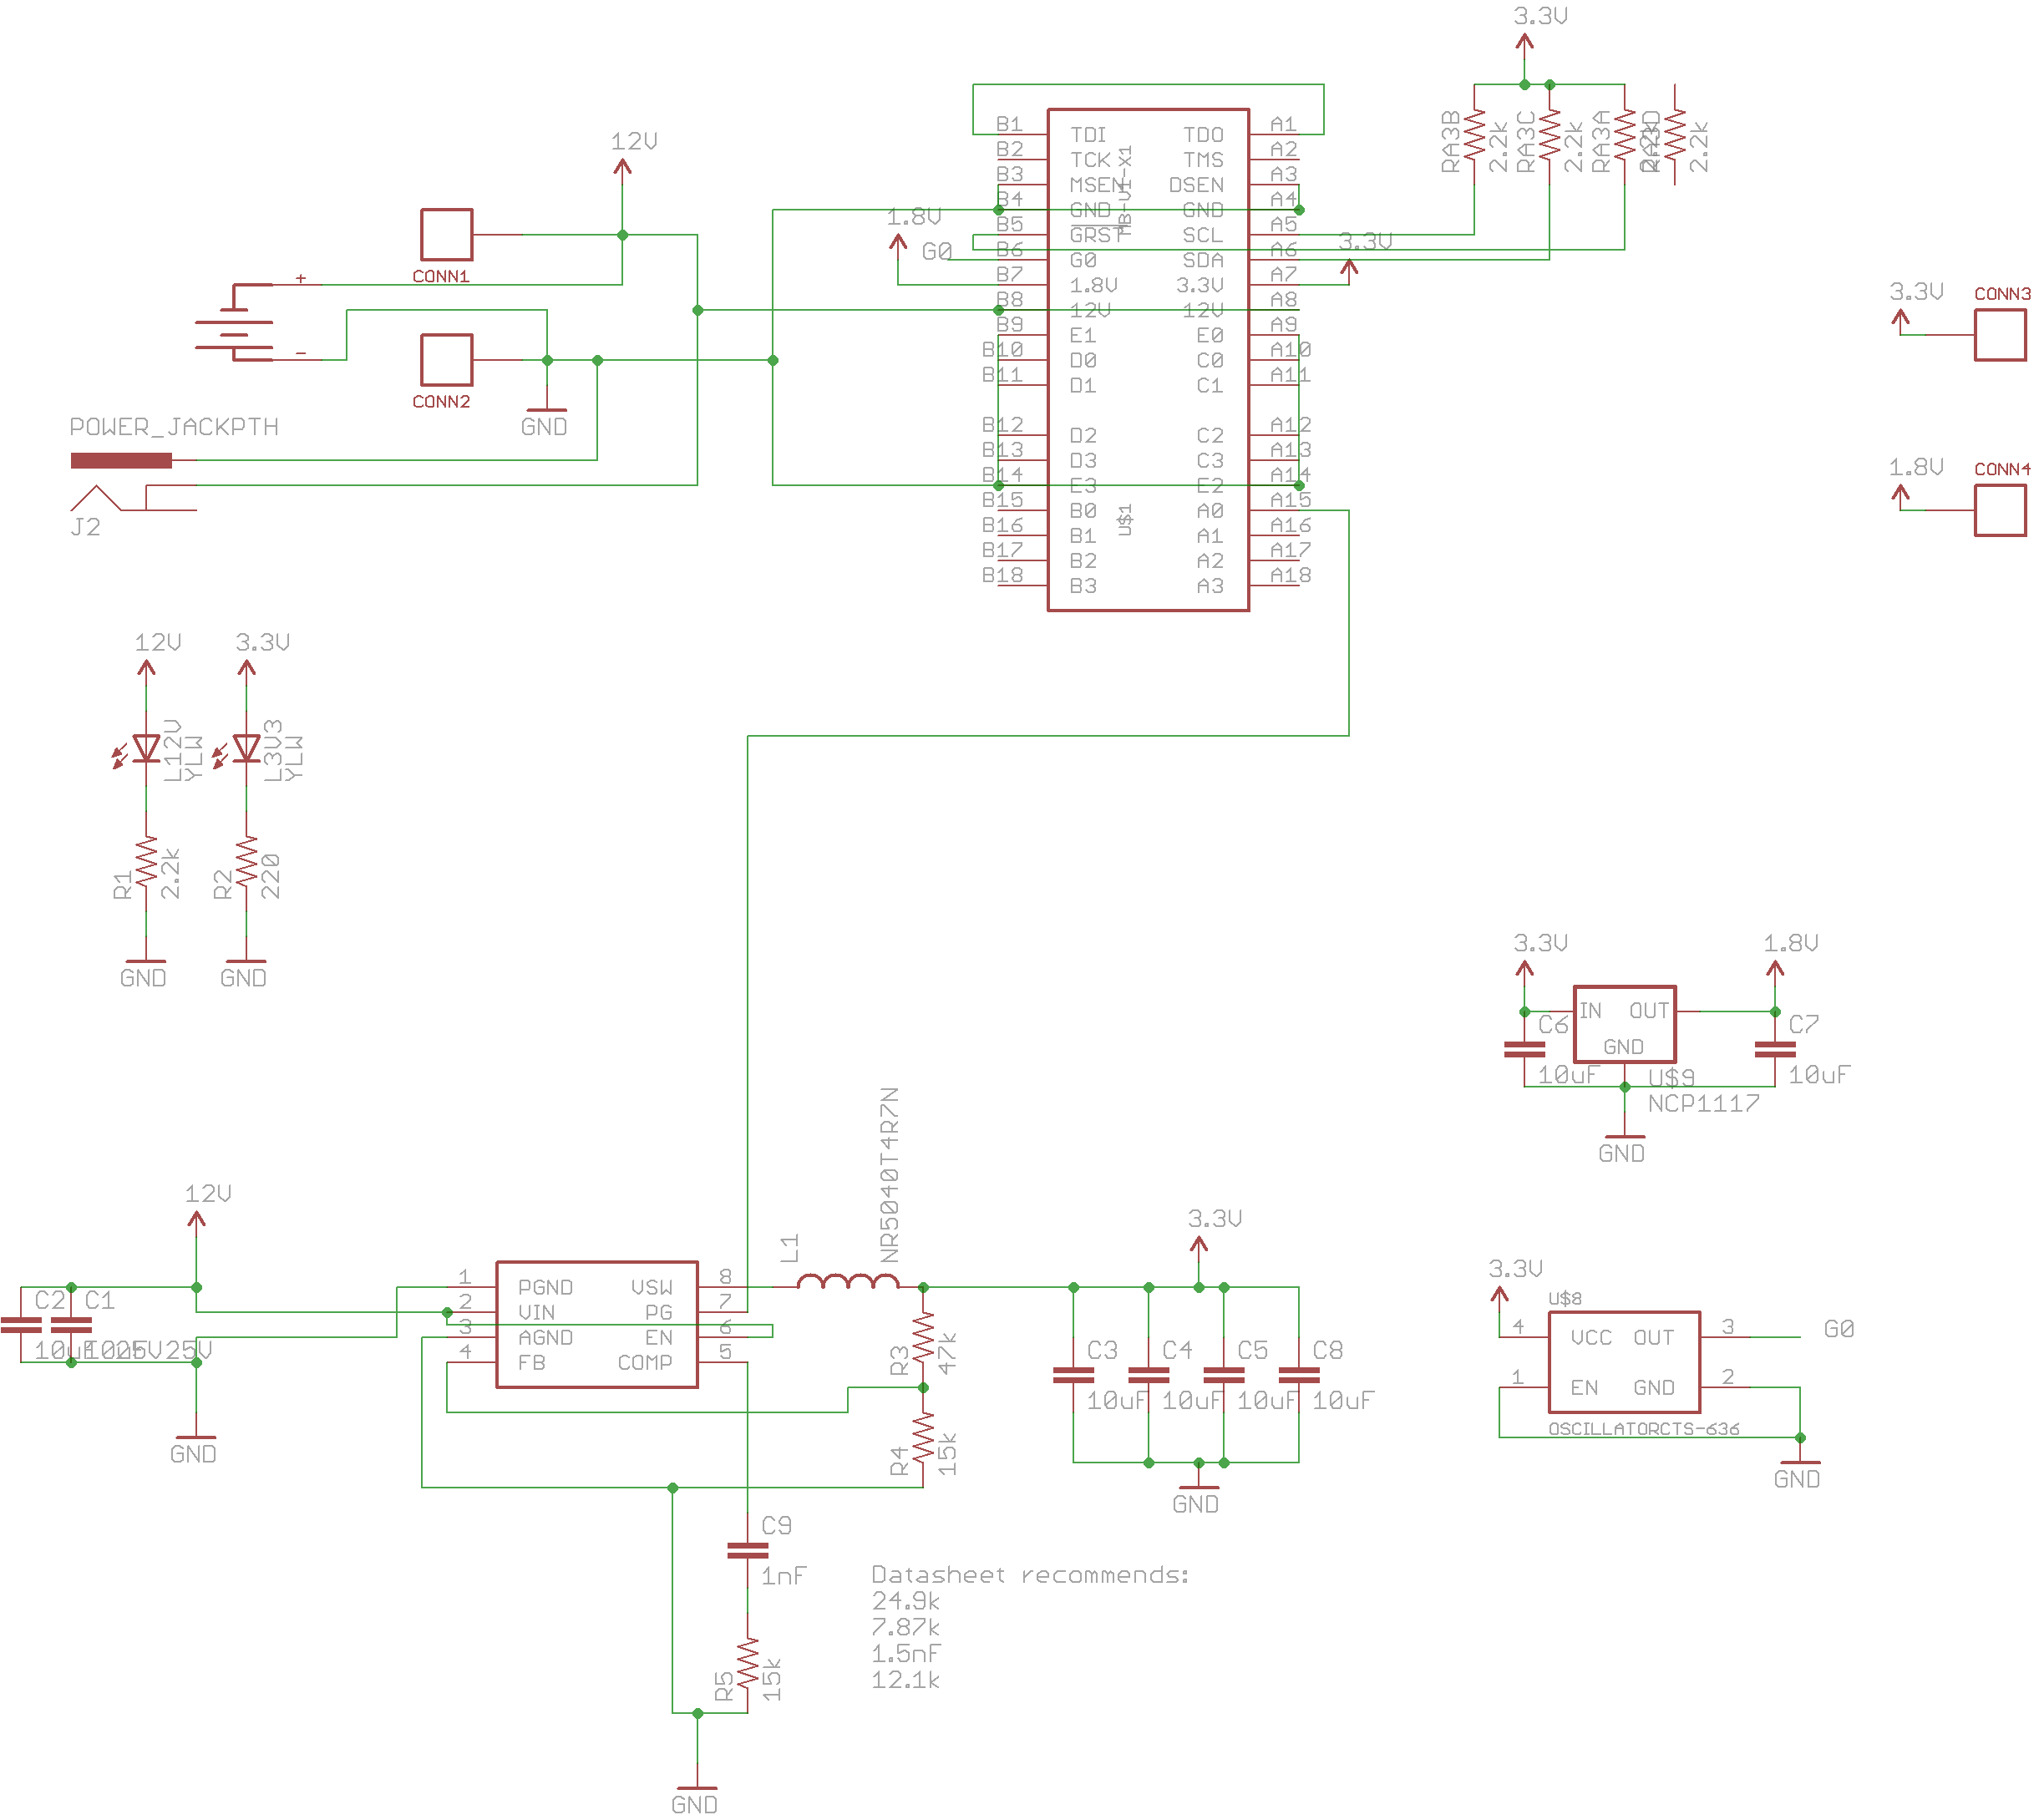 3.3V
12V
CONN1
+
-
CONN2
GND
POWER_JACKPTH
J2
1.8V
G0
B1
B2
B3
B4
B5
B6
B7
B8
B9
B10
B11
B12
B13
B14
B15
B16
B17
B18
TDI
TCK
MSEN
GND
GRST
G0
1.8V
12V
E1
D0
D1
D2
D3
E3
B0
B1
B2
B3
U$1
TDO
TMS
DSEN
GND
SCL
SDA
3.3V
12V
E0
C0
C1
C2
C3
E2
A0
A1
A2
A3
A1
A2
A3
A4
A5
A6
A7
A8
A9
A10
A11
A12
A13
A14
A15
A16
A17
A18
3.3V
RA3B
2.2k
RA3C
2.2k
RA3A
2.2k
3.3V
CONN3
1.8V
CONN4
12V
L12V
YLW
R1
2.2k
GND
3.3V
L3V3
YLW
R2
220
GND
3.3V
1.8V
IN
OUT
GND
C6
10uF
C7
10uF
U$9
NCP1117
GND
12V
C2
C1
GND
1
2
3
4
PGND
VIN
AGND
FB
VSW
PG
EN
COMP
8
7
6
5
L1
NR5040T4R7N
R3
47k
R4
15k
3.3V
C3
10uF
C4
10uF
C5
10uF
C8
10uF
GND
C9
1nF
R5
15k
GND
Datasheet recommends:
24.9k
7.87k
1.5nF
12.1k
3.3V
U$8
4
VCC
OUT
3
G0
1
EN
GND
2
OSCILLATORCTS-636
GND